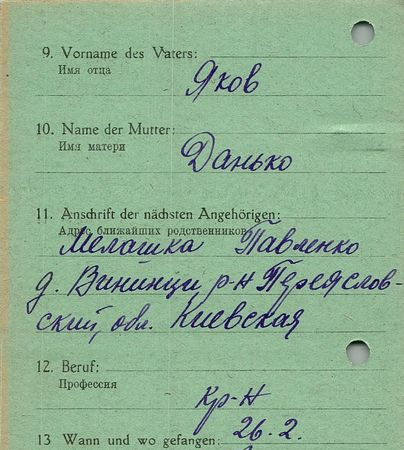 9. Vorname des Vaters:
Имя отца
Яков
10. Name der Mutter:
Имя матери
Данько
11. Anschrift der nächsten Angehörigen:
Адрес ближайших родственников
Мелашка Павленко
д. Вининци р-н Переяслов-
ский, обл. Киевская
12. Beruf:
Профессия
кр-н
13 Wann und wo gefangen: 26.2.